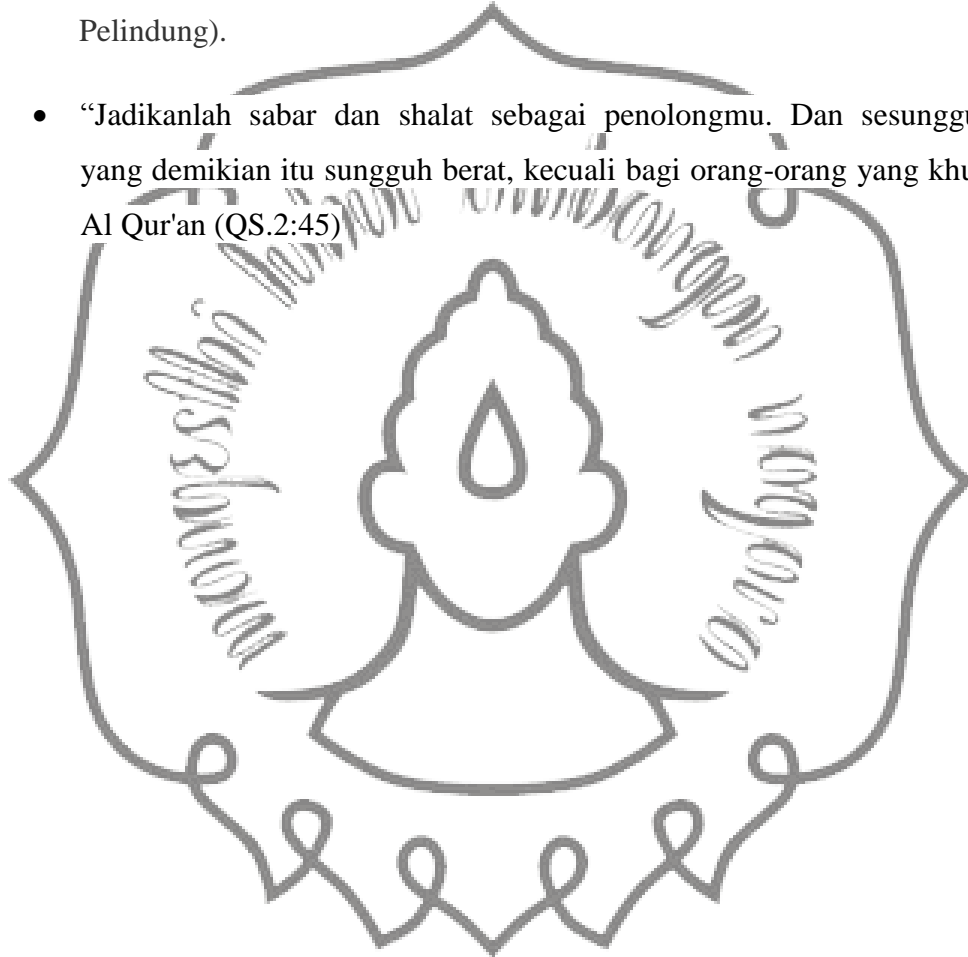 Pelindung).
• “Jadikanlah sabar dan shalat sebagai penolongmu. Dan sesunggu
yang demikian itu sungguh berat, kecuali bagi orang-orang yang khu
Al Qur'an (QS.2:45)